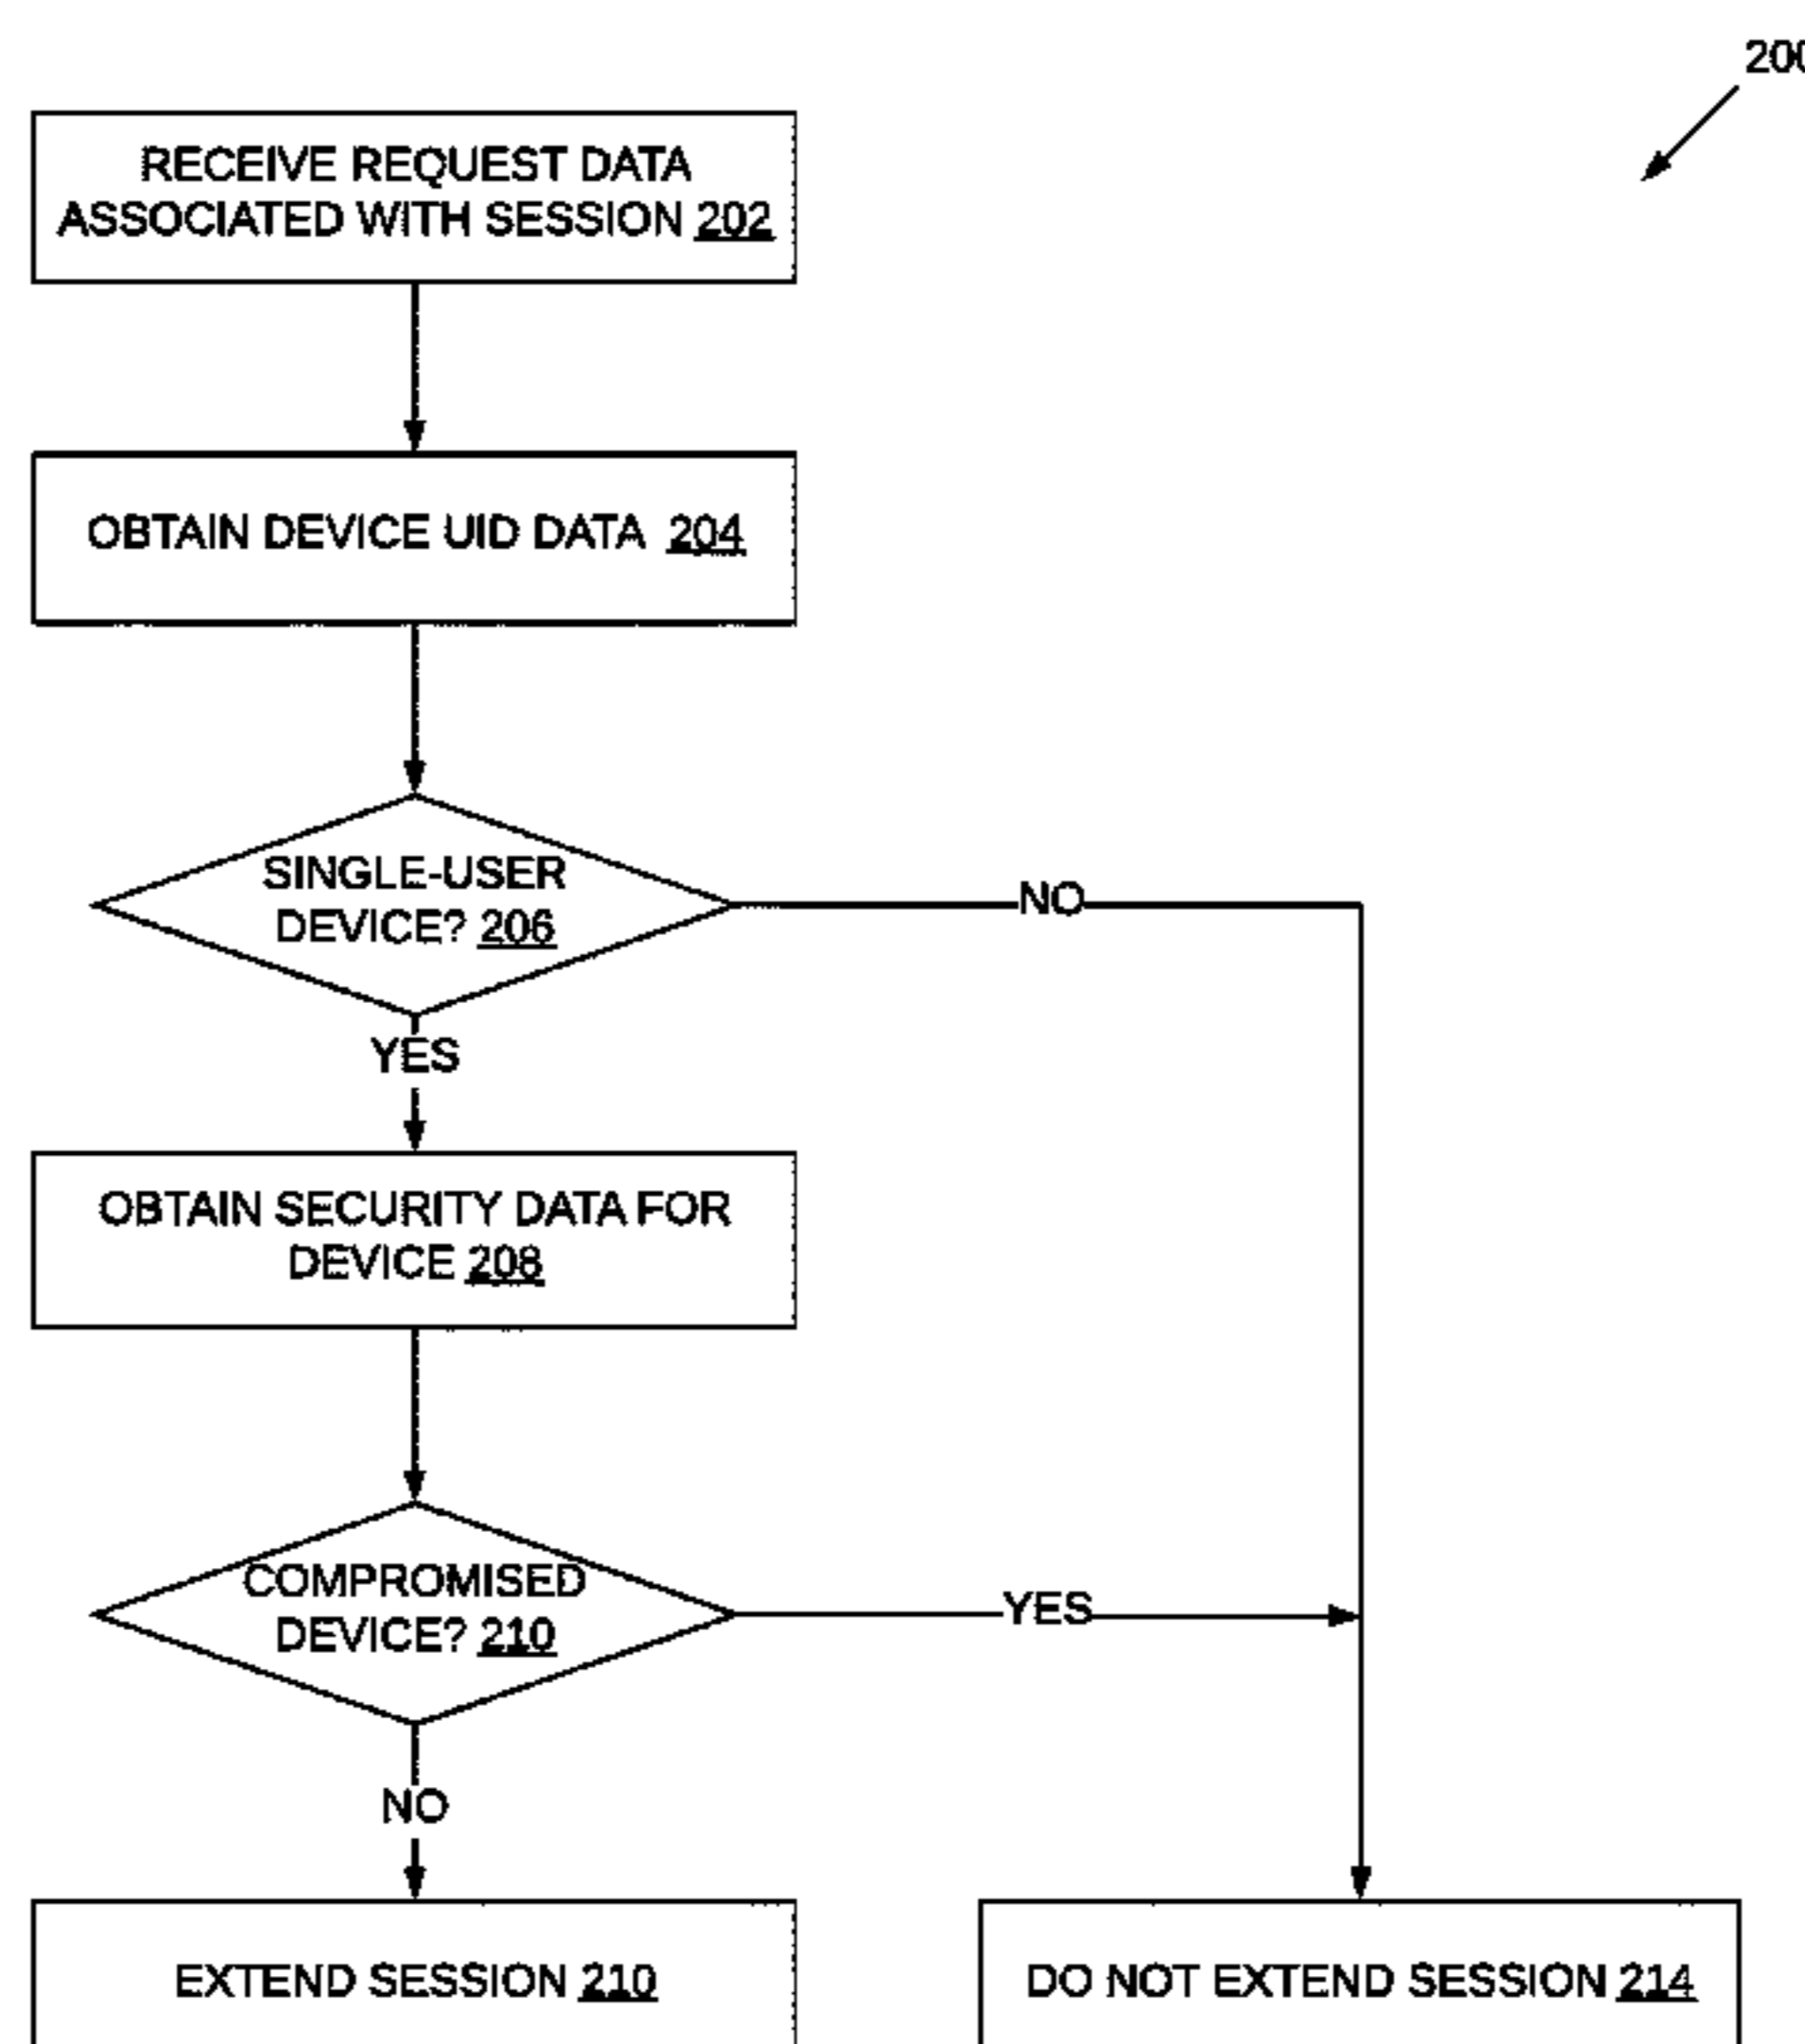 200
RECEIVE REQUEST DATA
ASSOCIATED WITH SESSION 202
OBTAIN DEVICE UID DATA 204
SINGLE-USER
DEVICE? 206
NO
YES
OBTAIN SECURITY DATA FOR
DEVICE 208
COMPROMISED
DEVICE? 210
YES
NO
EXTEND SESSION 210
DO NOT EXTEND SESSION 214